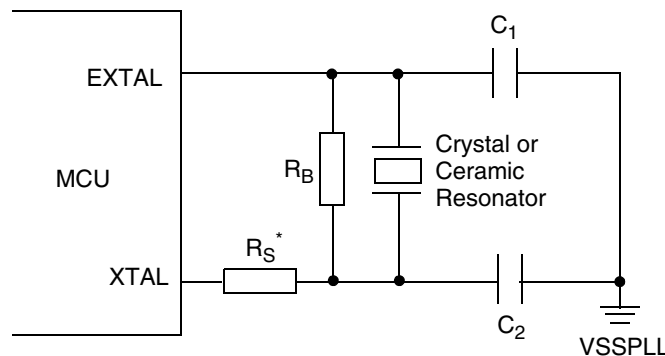 C1
EXTAL
MCU
RB
Crystal or
Ceramic
Resonator
RS*
XTAL
C2
VSSPLL